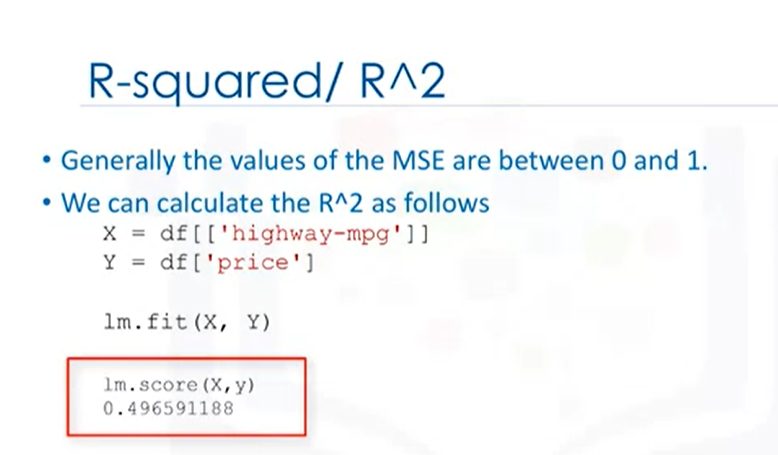 R-squared/ R^2
• Generally the values of the MSE are between 0 and 1.
• We can calculate the R^2 as follows
X = df[['highway-mpg']]
Y = df['price']
lm.fit(X, Y)
lm.score(X,y)
0.496591188